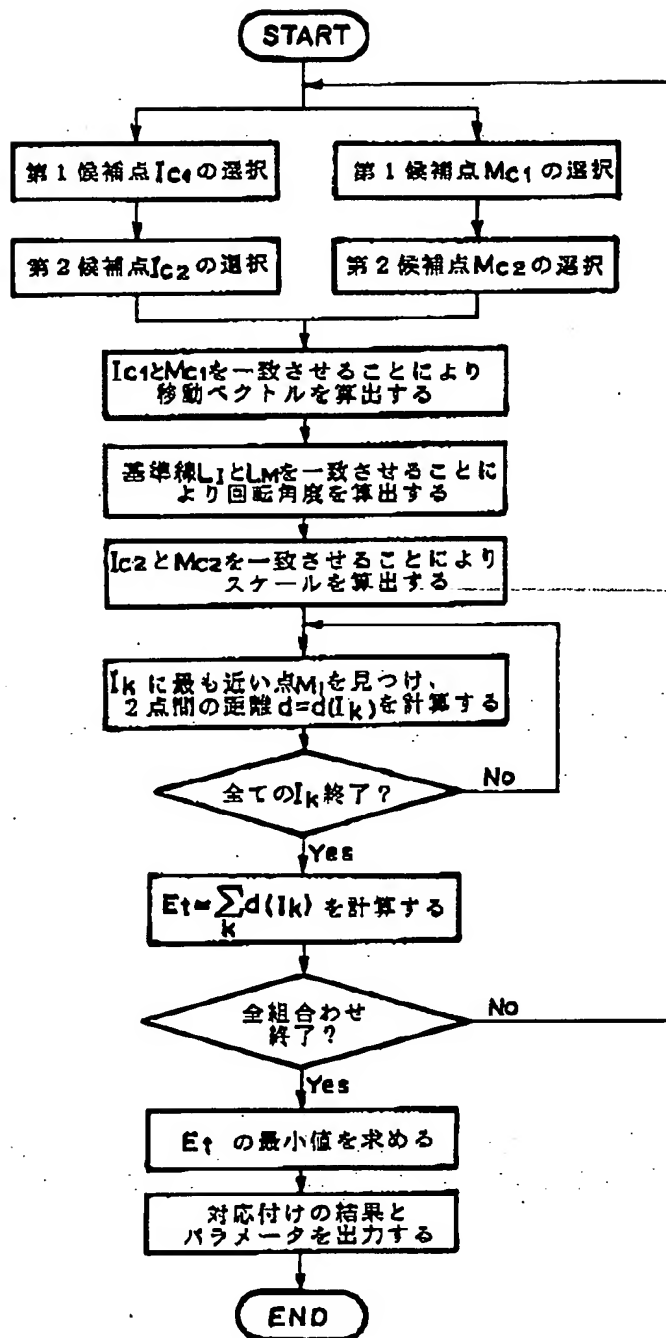 START
第1候補点Ic1の選択
第1候補点Mc1の選択
第2候補点Ic2の選択
第2候補点Mc2の選択
Ic1とMc1を一致させることにより
移動ベクトルを算出する
基準線LIとLMを一致させることに
より回転角度を算出する
Ic2とMc2を一致させることにより
スケールを算出する
Ikに最も近い点Mlを見つけ、
2点間の距離d=d(Ik)を計算する
全てのIk終了?
No
Yes
Et=∑d(Ik)を計算する
k
全組合わせ
終了?
No
Yes
Etの最小値を求める
対応付けの結果と
パラメータを出力する
END